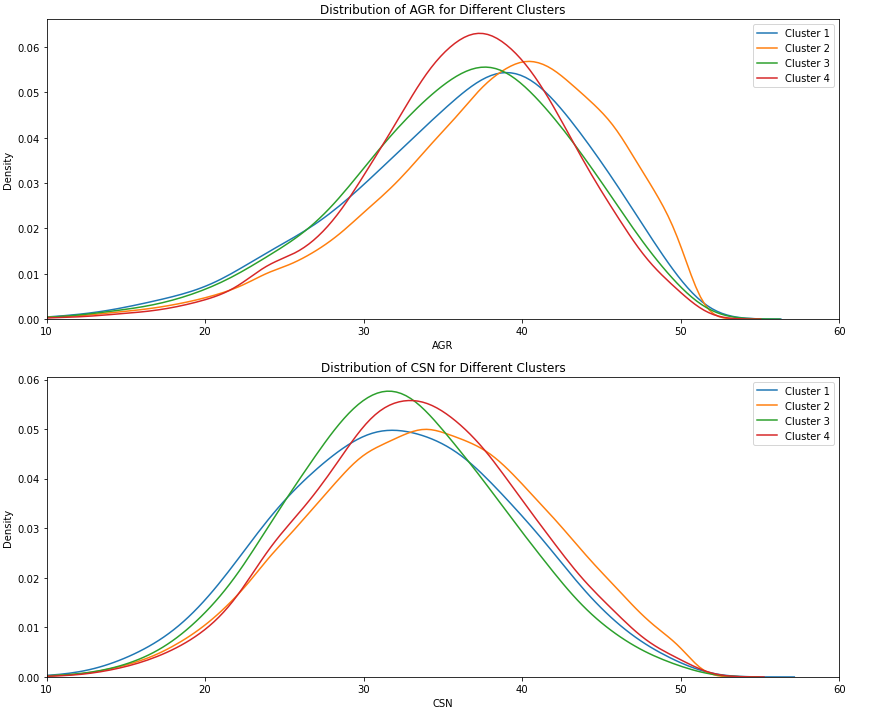 Distribution of AGR for Different Clusters
Density
0.06
0.05
0.04
0.03
0.02
0.01
0.00
Cluster 1
Cluster 2
Cluster 3
Cluster 4
10 20 30 40 50 60
AGR
Distribution of CSN for Different Clusters
Density
0.06
0.05
0.04
0.03
0.02
0.01
0.00
Cluster 1
Cluster 2
Cluster 3
Cluster 4
10 20 30 40 50 60
CSN